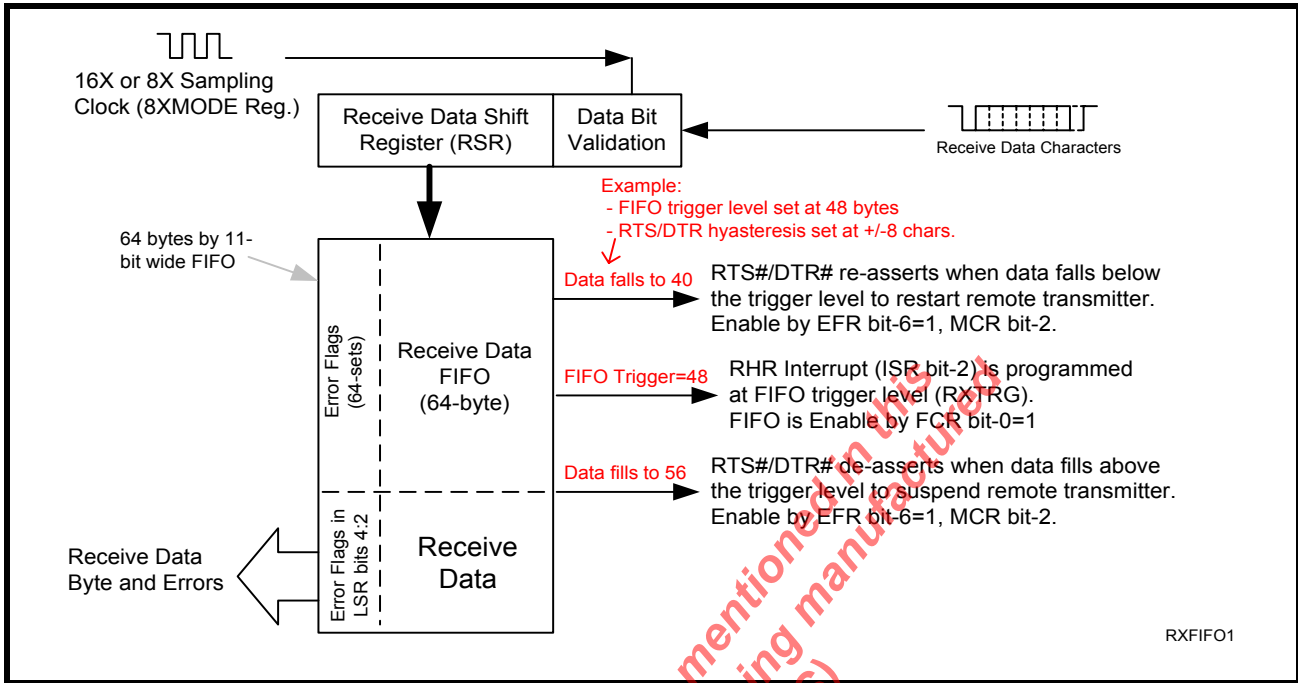 16X or 8X Sampling
Clock (8XMODE Reg.)
Receive Data Shift
Register (RSR)
Data Bit
Validation
Receive Data Characters
Example:
- FIFO trigger level set at 48 bytes
- RTS/DTR hyasteresis set at +/-8 chars.
64 bytes by 11-
bit wide FIFO
Data falls to 40
RTS#/DTR# re-asserts when data falls below
the trigger level to restart remote transmitter.
Enable by EFR bit-6=1, MCR bit-2.
Error Flags
(64-sets)
Receive Data
FIFO
(64-byte)
FIFO Trigger=48
RHR Interrupt (ISR bit-2) is programmed
at FIFO trigger level (RXTRG).
FIFO is Enable by FCR bit-0=1
Data fills to 56
RTS#/DTR# de-asserts when data fills above
the trigger level to suspend remote transmitter.
Enable by EFR bit-6=1, MCR bit-2.
Receive Data
Byte and Errors
Error Flags in
LSR bits 4:2
Receive
Data
mentioned in this
ing manufactured
RXFIFO1